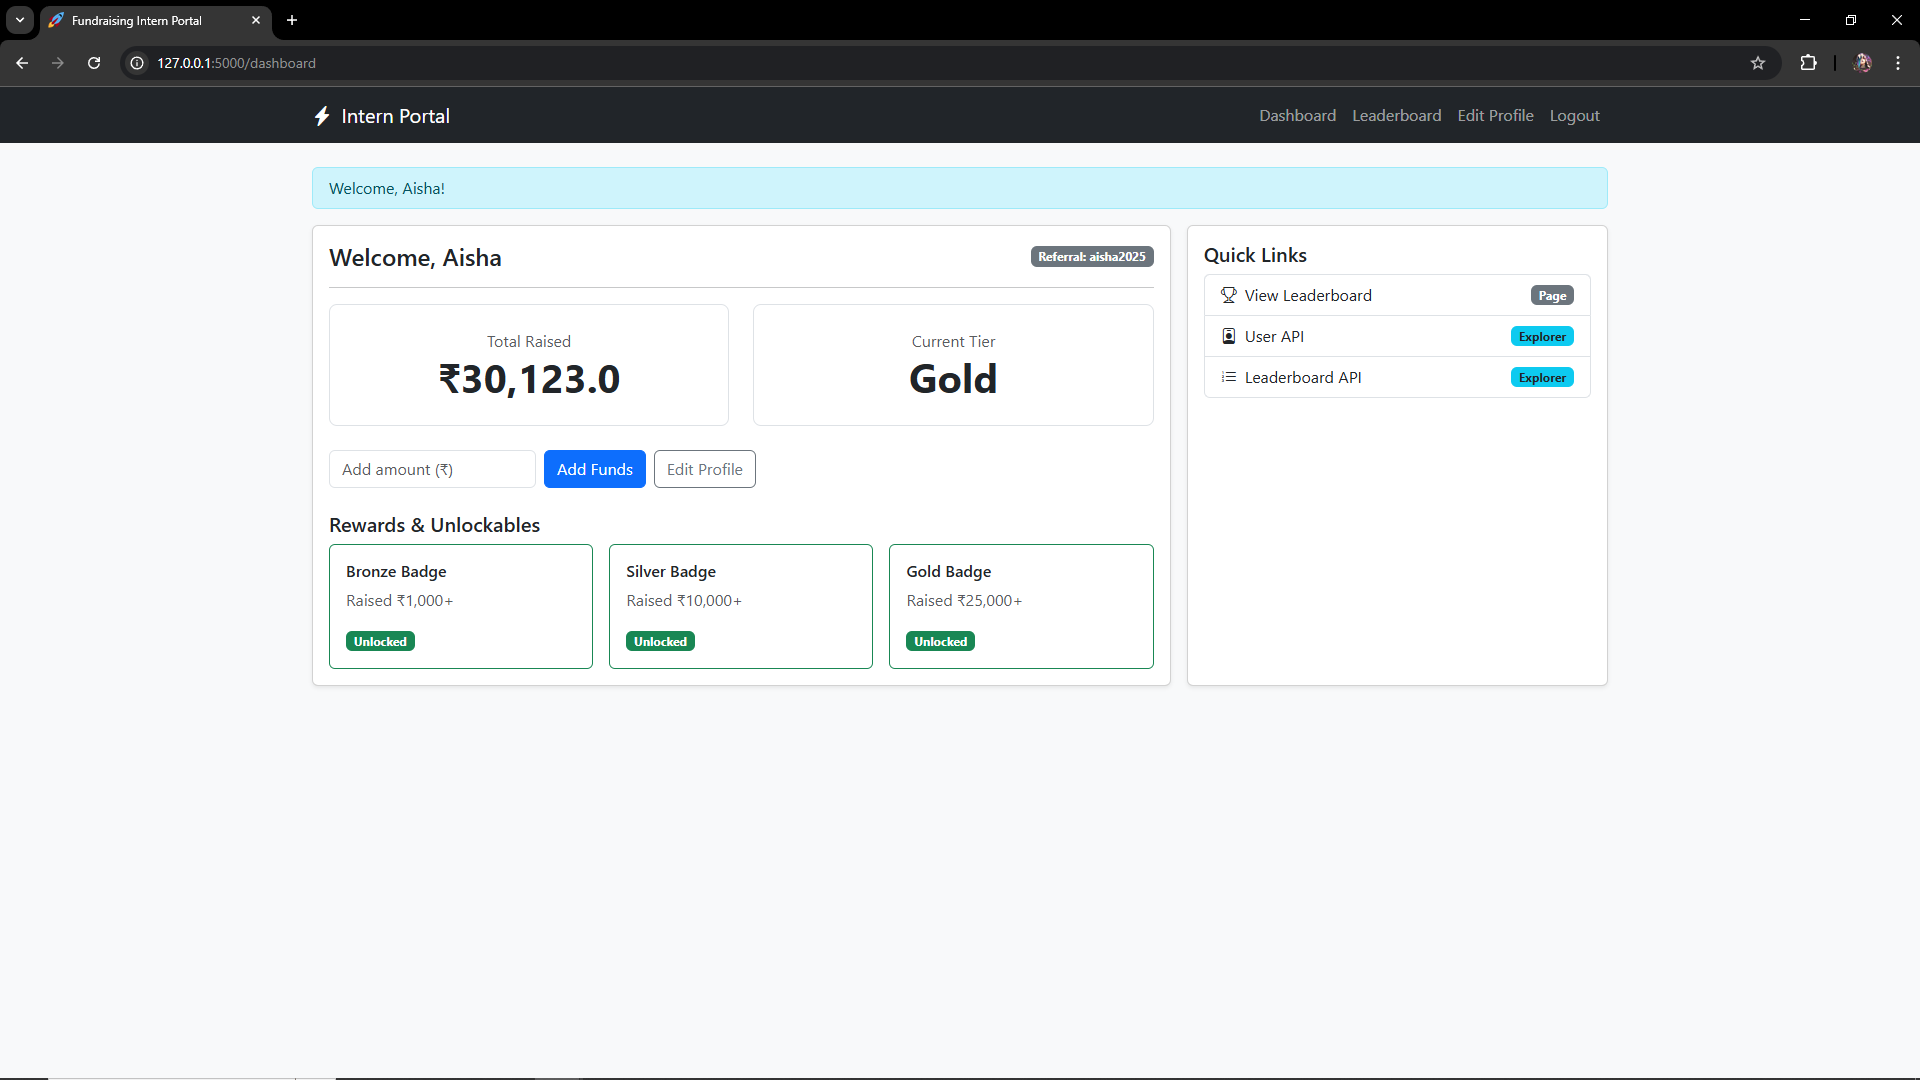 Fundraising Intern Portal
127.0.0.1:5000/dashboard
Intern Portal
Dashboard Leaderboard Edit Profile Logout
Welcome, Aisha!
Welcome, Aisha
Referral: aisha2025
Total Raised
₹30,123.0
Current Tier
Gold
Add amount (₹)
Add Funds
Edit Profile
Rewards & Unlockables
Bronze Badge
Raised ₹1,000+
Unlocked
Silver Badge
Raised ₹10,000+
Unlocked
Gold Badge
Raised ₹25,000+
Unlocked
Quick Links
View Leaderboard Page
User API Explorer
Leaderboard API Explorer